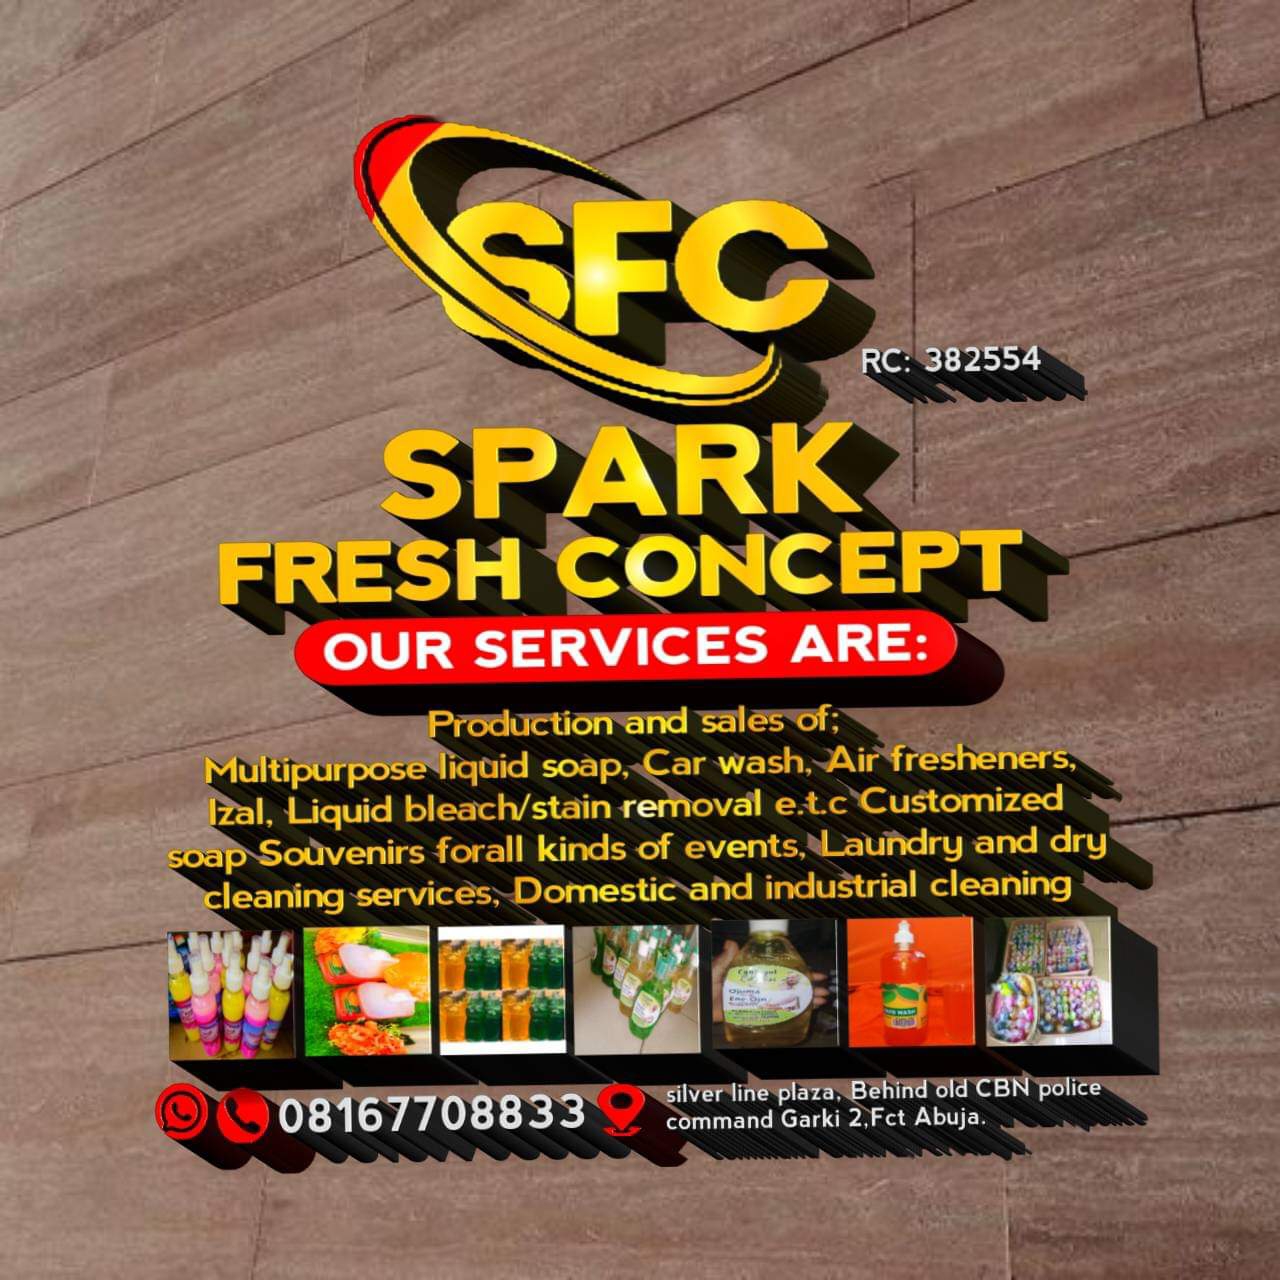 SFC
RC: 382554
SPARK
FRESH CONCEPT
OUR SERVICES ARE:
Production and sales of;
Multipurpose liquid soap, Car wash, Air fresheners,
Izal, Liquid bleach/stain removal e.t.c Customized
soap Souvenirs forall kinds of events, Laundry and dry
cleaning services, Domestic and industrial cleaning
08167708833
silver line plaza, Behind old CBN police
command Garki 2,Fct Abuja.